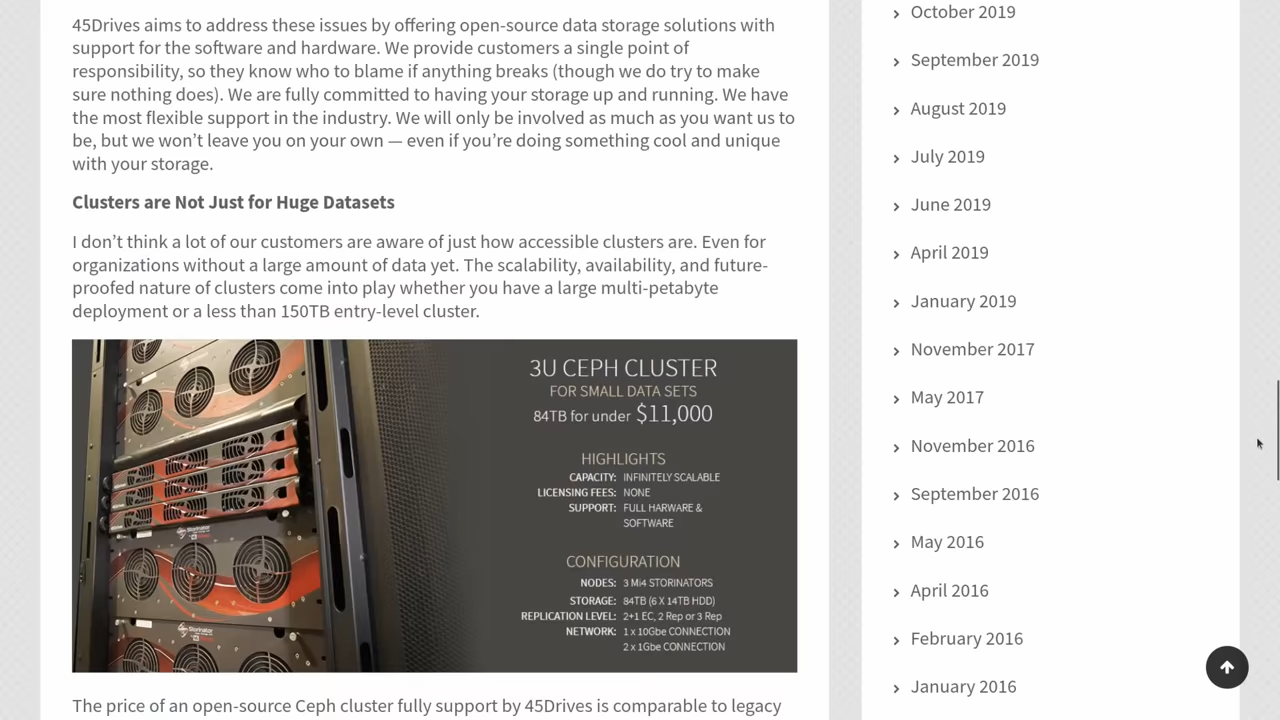 45Drives aims to address these issues by offering open-source data storage solutions with
support for the software and hardware. We provide customers a single point of
responsibility, so they know who to blame if anything breaks (though we do try to make
sure nothing does). We are fully committed to having your storage up and running. We have
the most flexible support in the industry. We will only be involved as much as you want us to
be, but we won’t leave you on your own — even if you’re doing something cool and unique
with your storage.
Clusters are Not Just for Huge Datasets
I don’t think a lot of our customers are aware of just how accessible clusters are. Even for
organizations without a large amount of data yet. The scalability, availability, and future-
proofed nature of clusters come into play whether you have a large multi-petabyte
deployment or a less than 150TB entry-level cluster.
3U CEPH CLUSTER
FOR SMALL DATA SETS
84TB for under $11,000
HIGHLIGHTS
CAPACITY: INFINITELY SCALABLE
LICENSING FEES: NONE
SUPPORT: FULL HARWARE &
SOFTWARE
CONFIGURATION
NODES: 3 Mi4 STORINATORS
STORAGE: 84TB (6 X 14TB HDD)
REPLICATION LEVEL: 2+1 EC, 2 Rep or 3 Rep
NETWORK: 1 x 10Gbe CONNECTION
2 x 1Gbe CONNECTION
Storinator
Storinator
The price of an open-source Ceph cluster fully support by 45Drives is comparable to legacy
October 2019
September 2019
August 2019
July 2019
June 2019
April 2019
January 2019
November 2017
May 2017
November 2016
September 2016
May 2016
April 2016
February 2016
January 2016